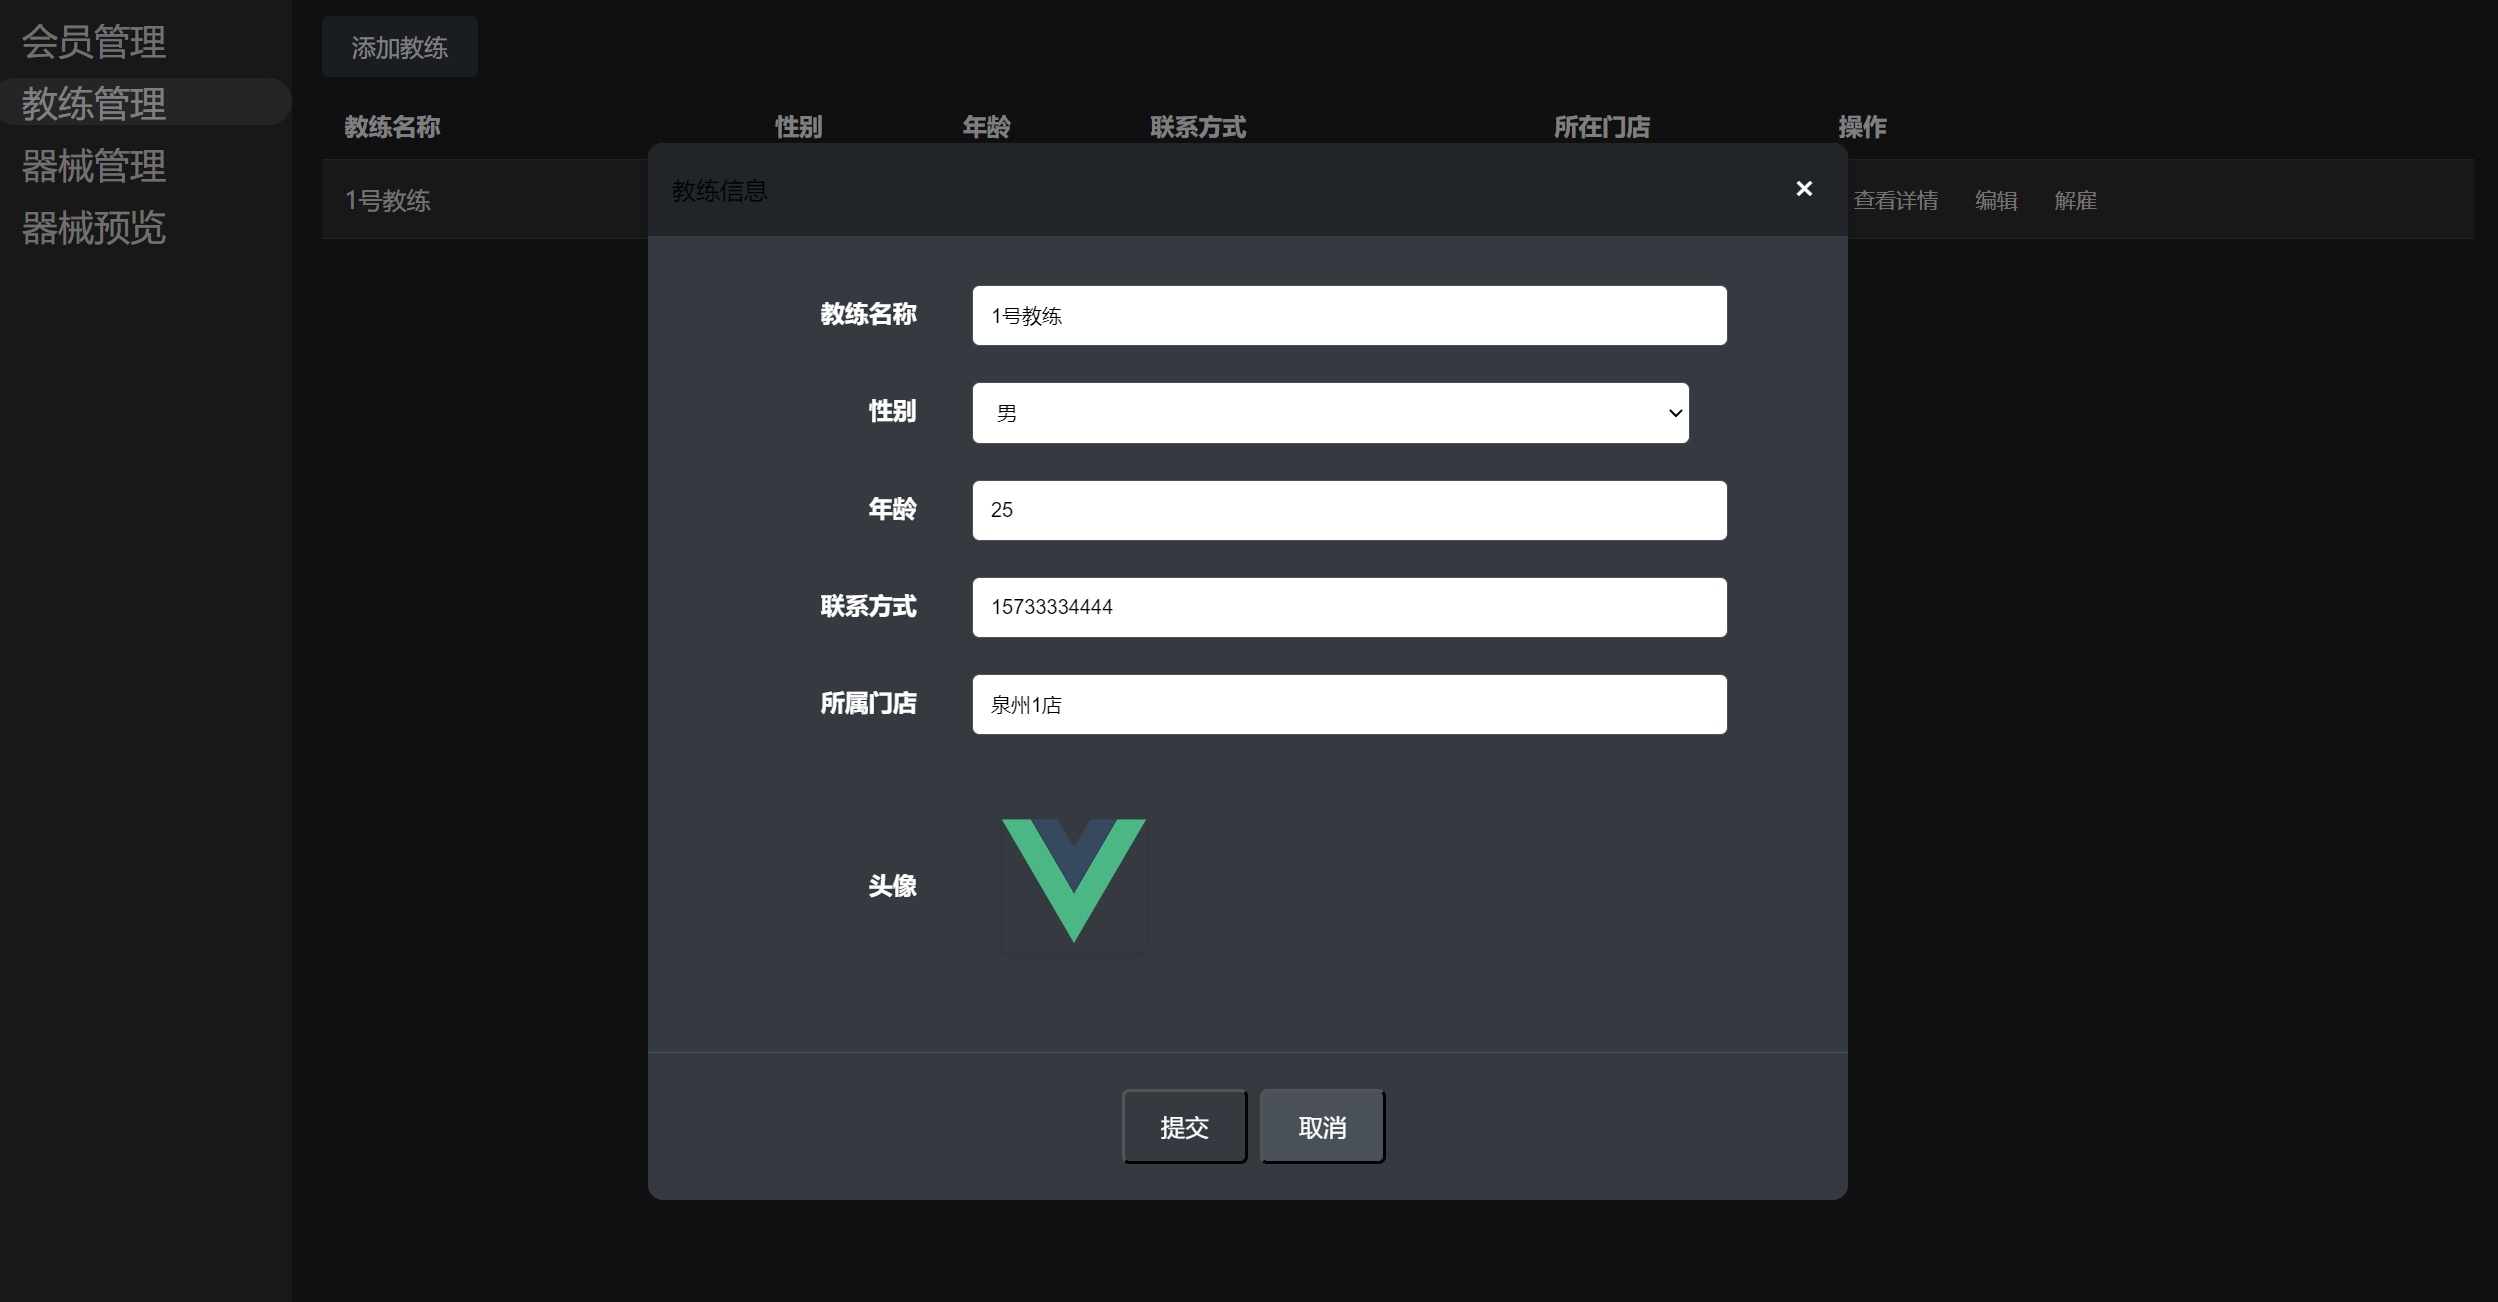 会员管理
教练管理
器械管理
器械预览
添加教练
教练名称 性别 年龄 联系方式 所在门店 操作
1号教练 查看详情 编辑 解雇
教练信息 ×
教练名称 1号教练
性别 男
年龄 25
联系方式 15733334444
所属门店 泉州1店
头像
提交 取消